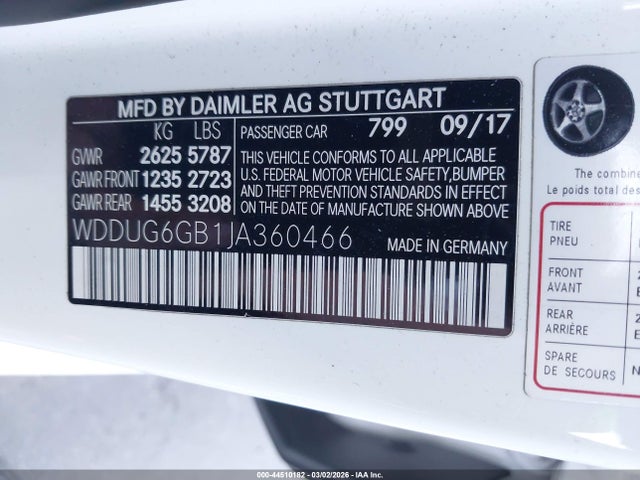 MFD BY DAIMLER AG STUTTGART
KG LBS
GVWR 2625 5787
GAWR FRONT 1235 2723
GAWR REAR 1455 3208
PASSENGER CAR 799 09/17
THIS VEHICLE CONFORMS TO ALL APPLICABLE
U.S. FEDERAL MOTOR VEHICLE SAFETY,BUMPER
AND THEFT PREVENTION STANDARDS IN EFFECT
ON THE DATE OF MANUFACTURE SHOWN ABOVE.
WDDUG6GB1JA360466 MADE IN GERMANY
The combine
Le poids total des
TIRE
PNEU
FRONT
AVANT
REAR
ARRIÈRE
SPARE
DE SECOURS
000-44510182 - 03/02/2026 - IAA.COM